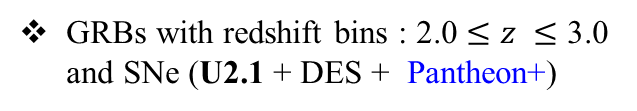 ❖ GRBs with redshift bins : 2.0 ≤ z ≤ 3.0
and SNe (U2.1 + DES + Pantheon+)